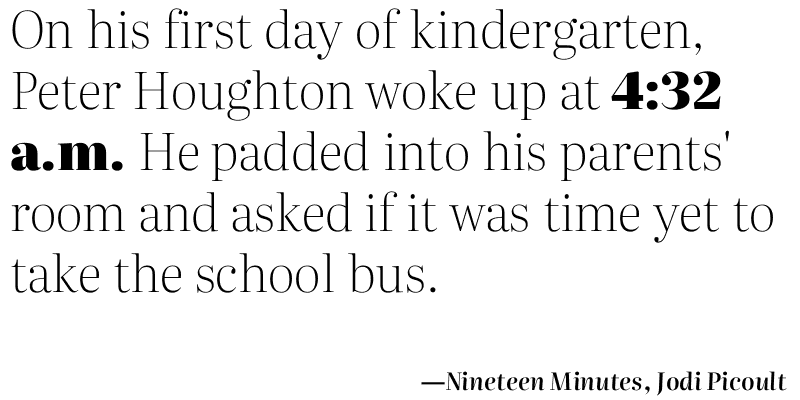 On his first day of kindergarten,
Peter Houghton woke up at 4:32
a.m. He padded into his parents'
room and asked if it was time yet to
take the school bus.
—Nineteen Minutes, Jodi Picoult